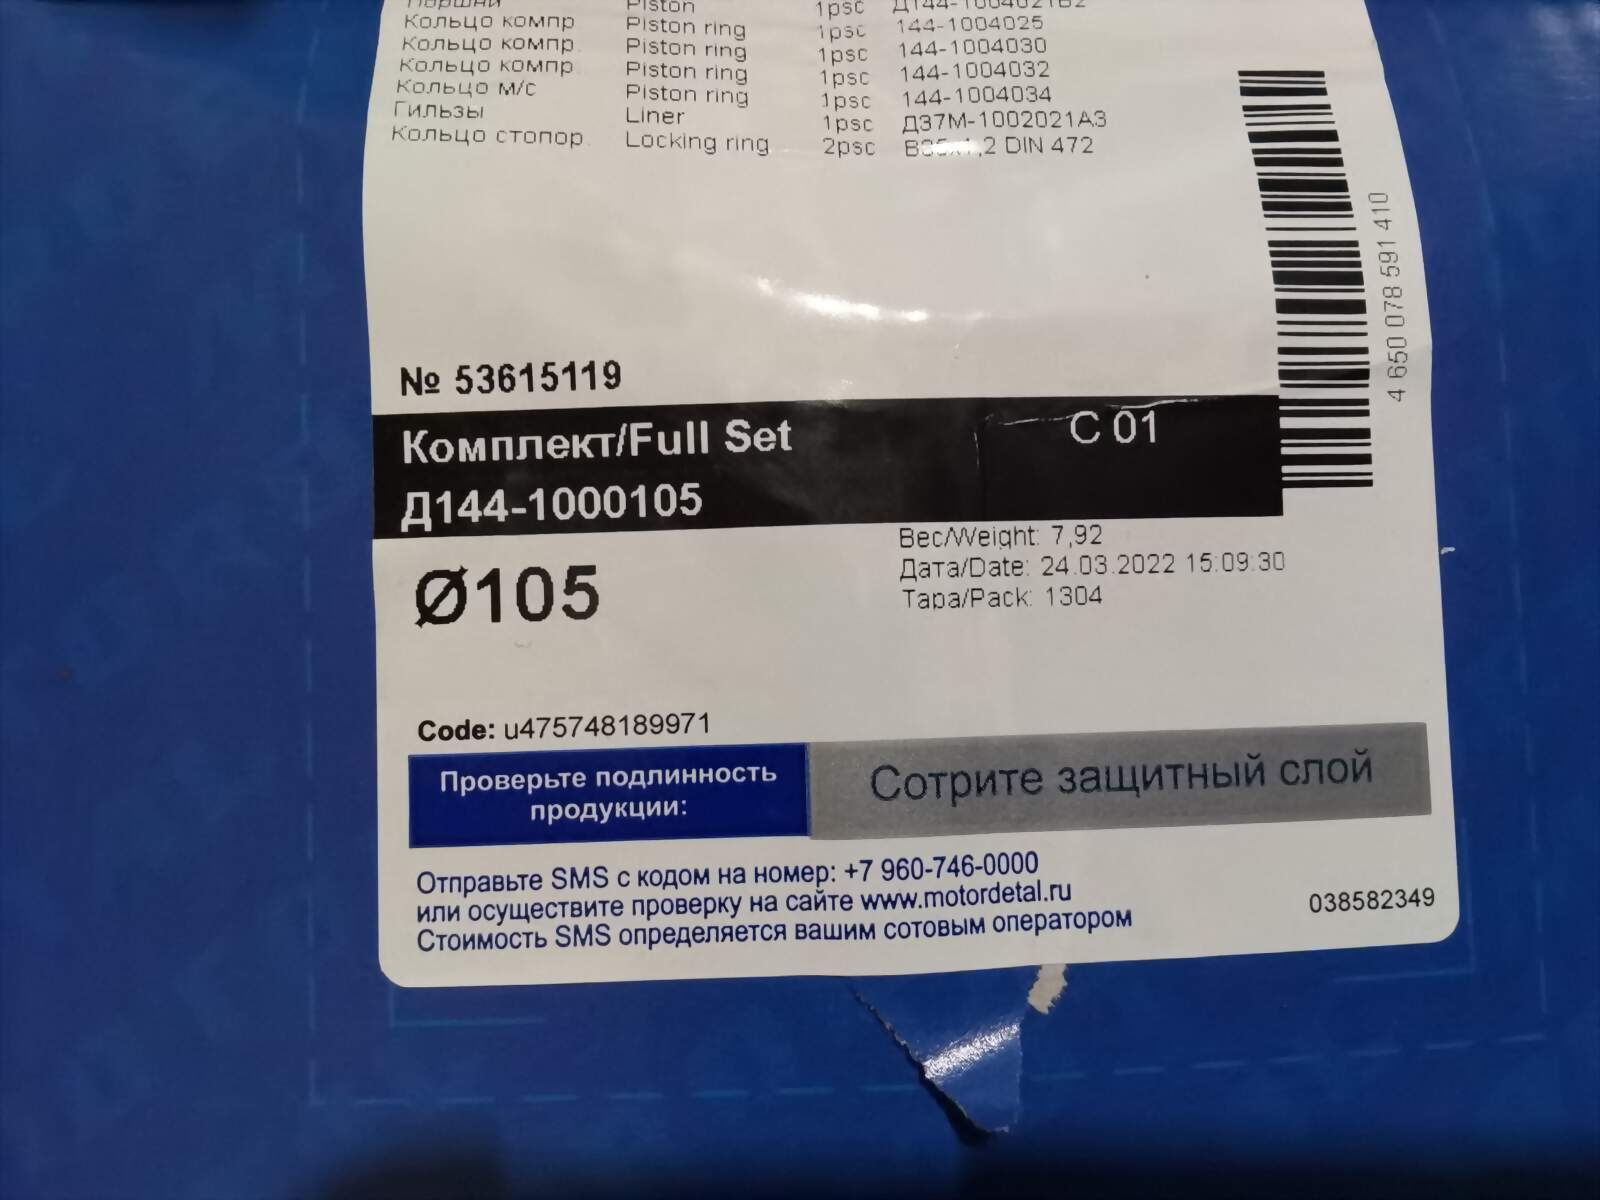 Поршни Piston 1psc Д144-1004021Б2
Кольцо компр Piston ring 1psc 144-1004025
Кольцо компр. Piston ring 1psc 144-1004030
Кольцо компр. Piston ring 1psc 144-1004032
Кольцо м/с Piston ring 1psc 144-1004034
Гильзы Liner 1psc Д37М-1002021А3
Кольцо стопор. Locking ring 2psc DIN 472
4 650 078 591 410
№ 53615119
Комплект/Full Set C 01
Д144-1000105
Ø105
Вес/Weight: 7,92
Дата/Date: 24.03.2022 15:09:30
Тара/Pack: 1304
Code: u475748189971
Проверьте подлинность
продукции:
Сотрите защитный слой
Отправьте SMS с кодом на номер: +7 960-746-0000
или осуществите проверку на сайте www.motordetal.ru
Стоимость SMS определяется вашим сотовым оператором
038582349